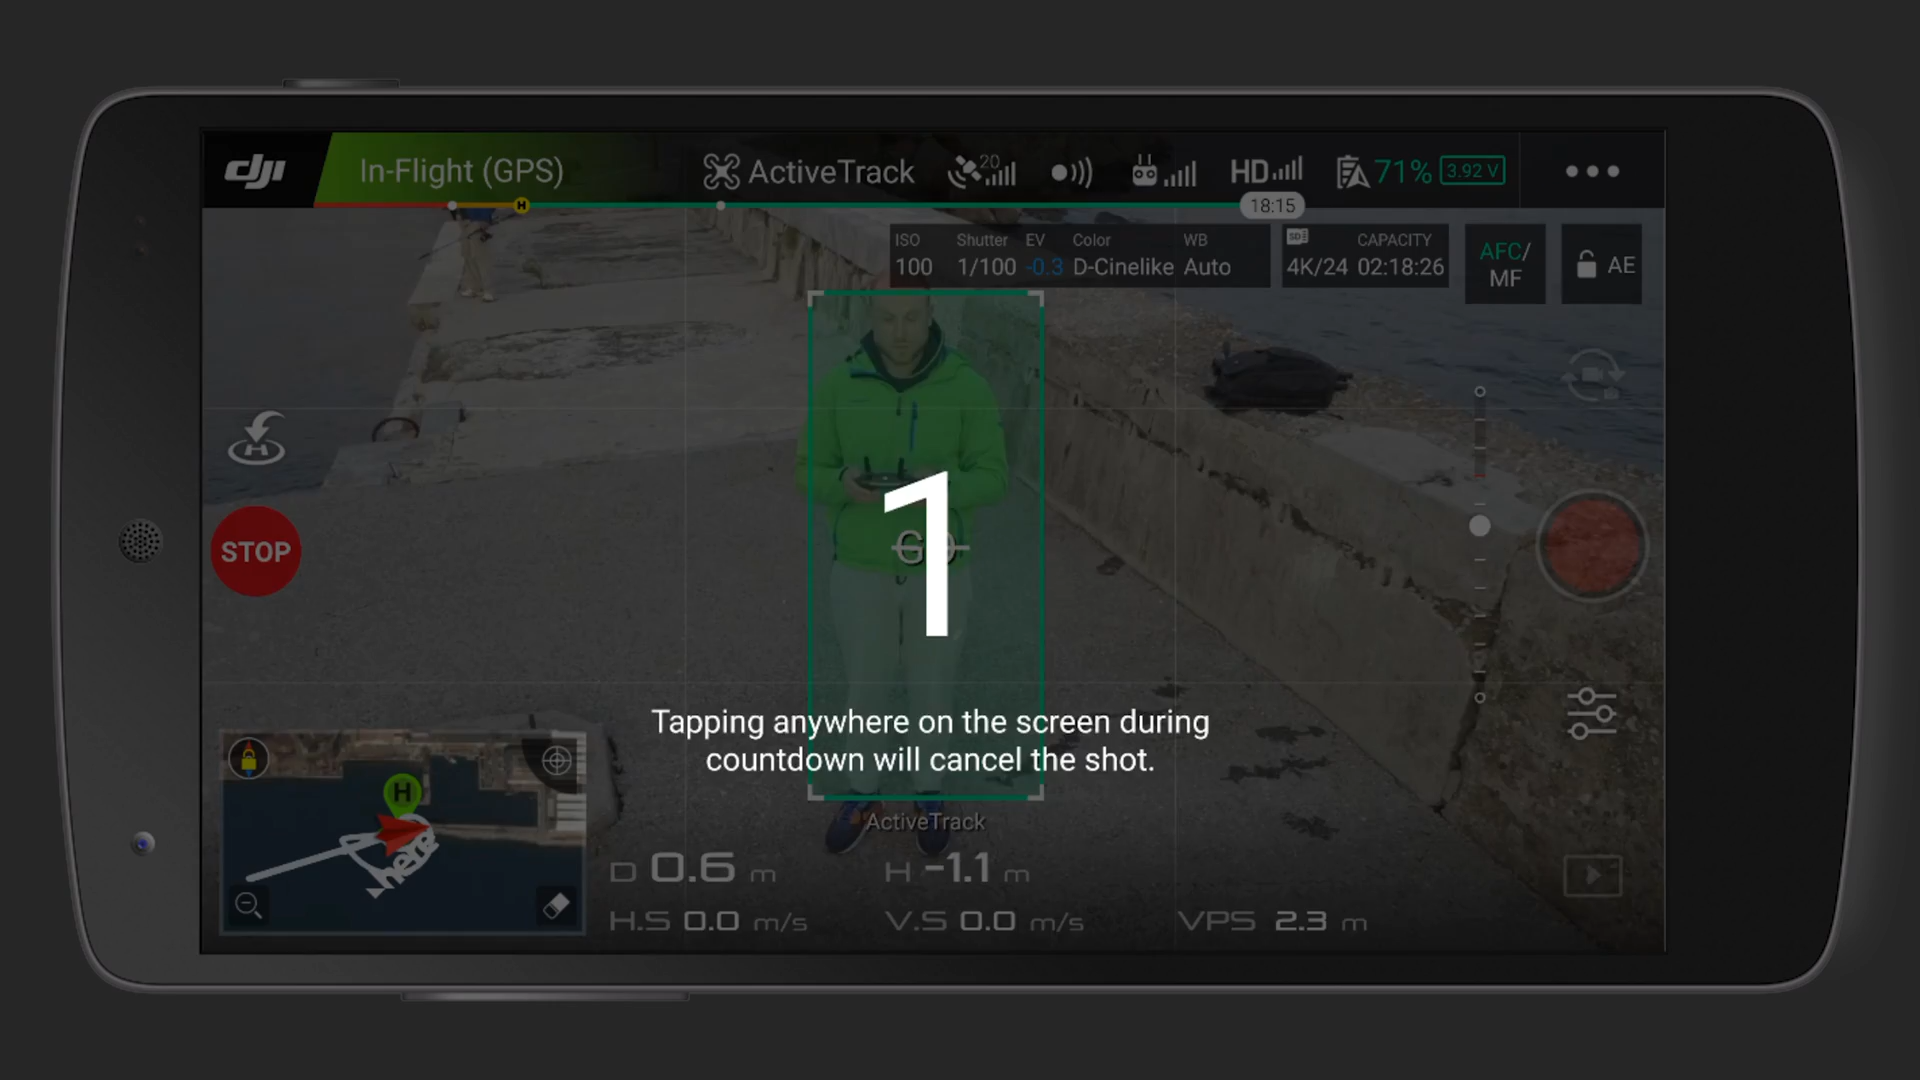 dji
In-Flight (GPS)
ActiveTrack
20
HD
71%
3.92 V
18:15
ISO
100
Shutter
1/100
EV
-0.3
Color
D-Cinelike
WB
Auto
SD
4K/24
CAPACITY
02:18:26
AFC/
MF
AE
H
STOP
GO
1
Tapping anywhere on the screen during
countdown will cancel the shot.
ActiveTrack
H
here
D 0.6 m
H -1.1 m
H.S 0.0 m/s
V.S 0.0 m/s
VPS 2.3 m